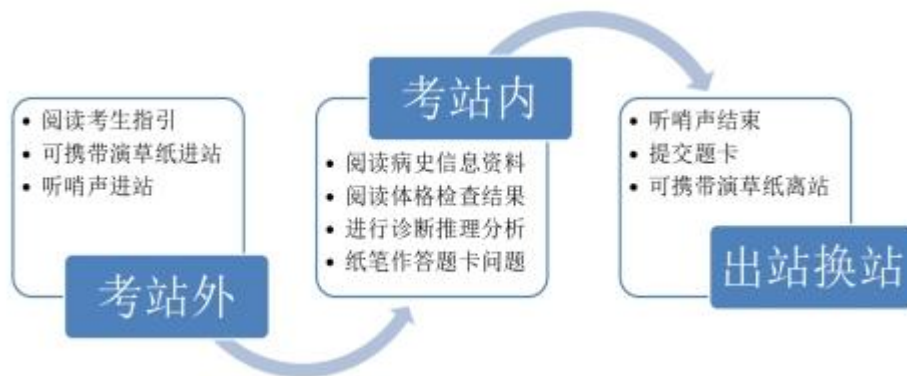 阅读考生指引
可携带演草纸进站
听哨声进站
考站外
考站内
阅读病史信息资料
阅读体格检查结果
进行诊断推理分析
纸笔作答题卡问题
听哨声结束
提交题卡
可携带演草纸离站
出站换站